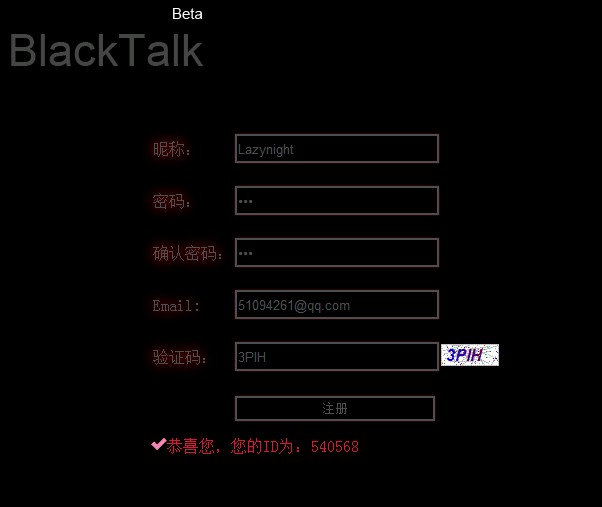 Beta
BlackTalk
昵称： Lazynight
密码： •••
确认密码： •••
Email: 51094261@qq.com
验证码： 3PIH 3PIH
注册
✔恭喜您，您的ID为：540568